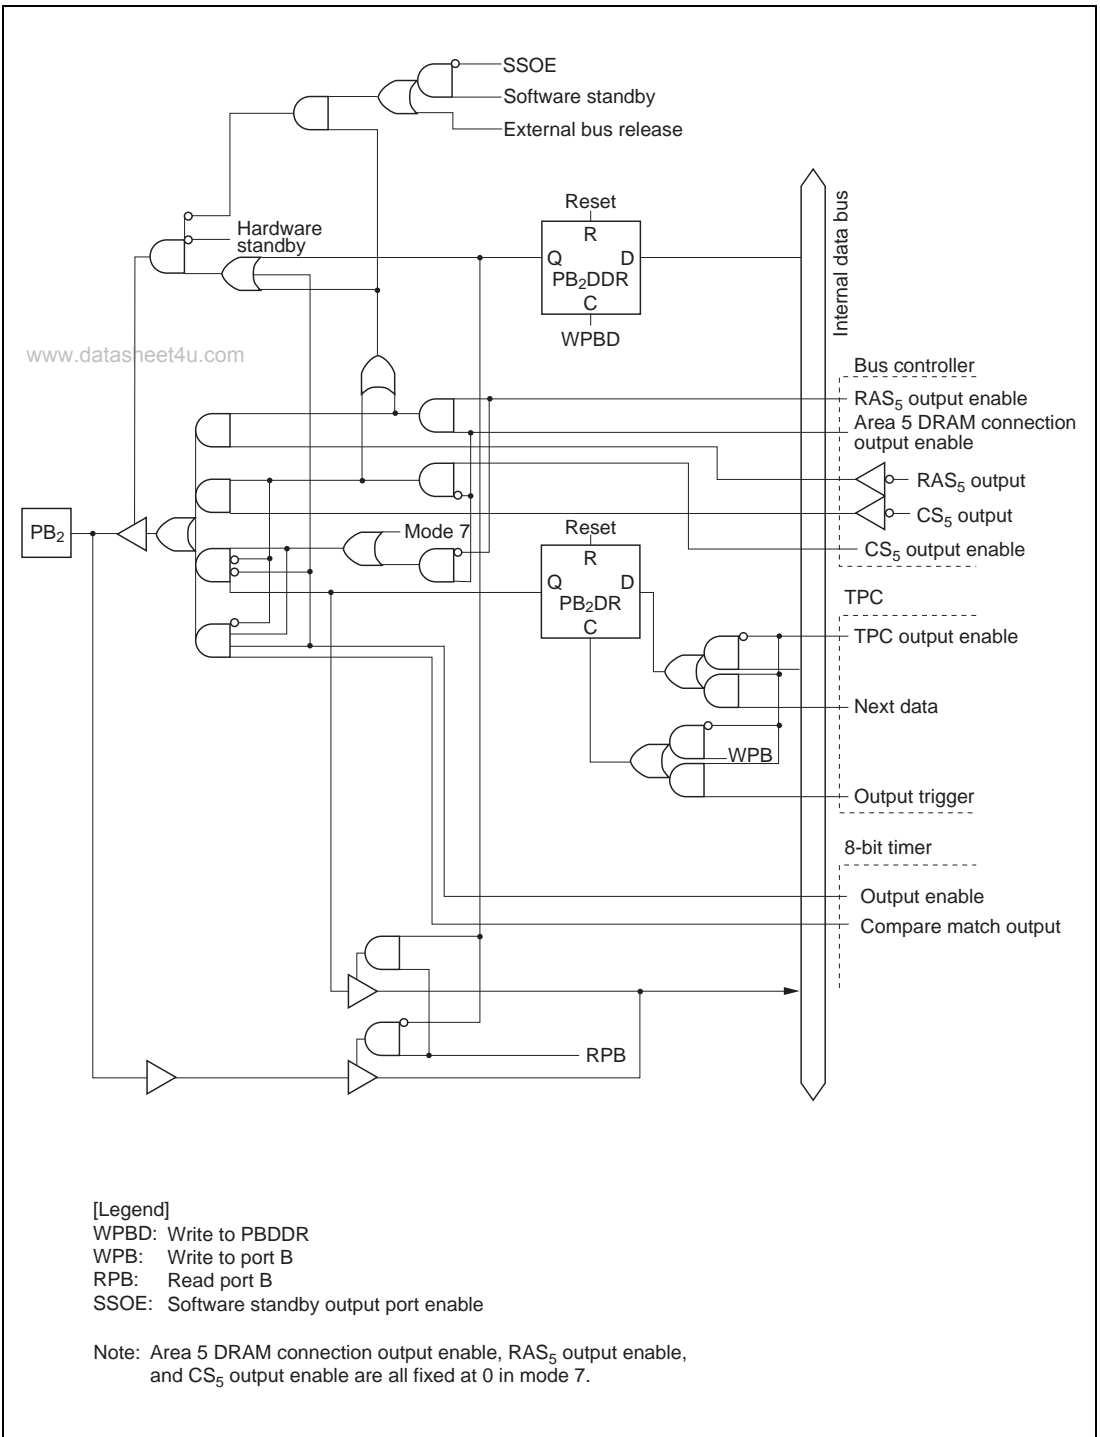 SSOE
Software standby
External bus release
Reset
Hardware
standby
R
Q D
PB2DDR
C
WPBD
Internal data bus
www.datasheet4u.com
Bus controller
RAS5 output enable
Area 5 DRAM connection
output enable
RAS5 output
CS5 output
CS5 output enable
PB2
Mode 7
Reset
R
Q D
PB2DR
C
TPC
TPC output enable
Next data
WPB
Output trigger
8-bit timer
Output enable
Compare match output
RPB
[Legend]
WPBD: Write to PBDDR
WPB: Write to port B
RPB: Read port B
SSOE: Software standby output port enable
Note: Area 5 DRAM connection output enable, RAS5 output enable,
and CS5 output enable are all fixed at 0 in mode 7.